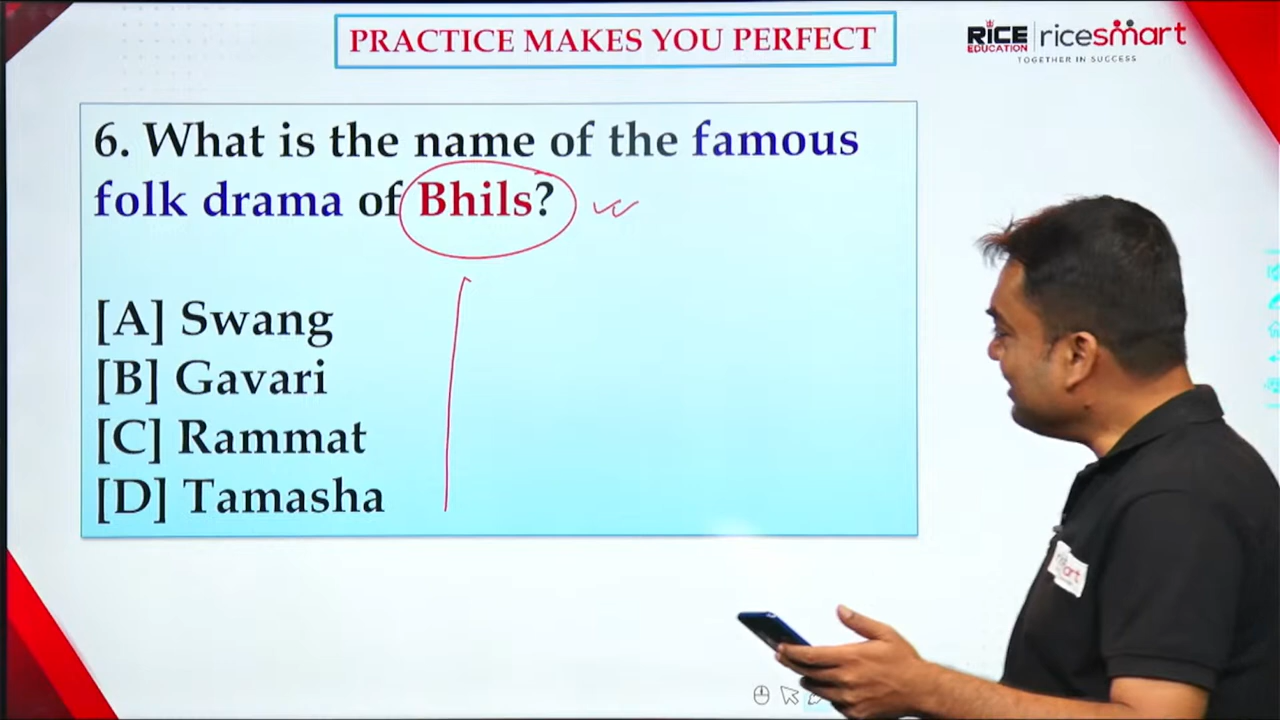 PRACTICE MAKES YOU PERFECT
RICE
EDUCATION
ricesmart
TOGETHER IN SUCCESS
6. What is the name of the famous
folk drama of Bhils?
[A] Swang
[B] Gavari
[C] Rammat
[D] Tamasha